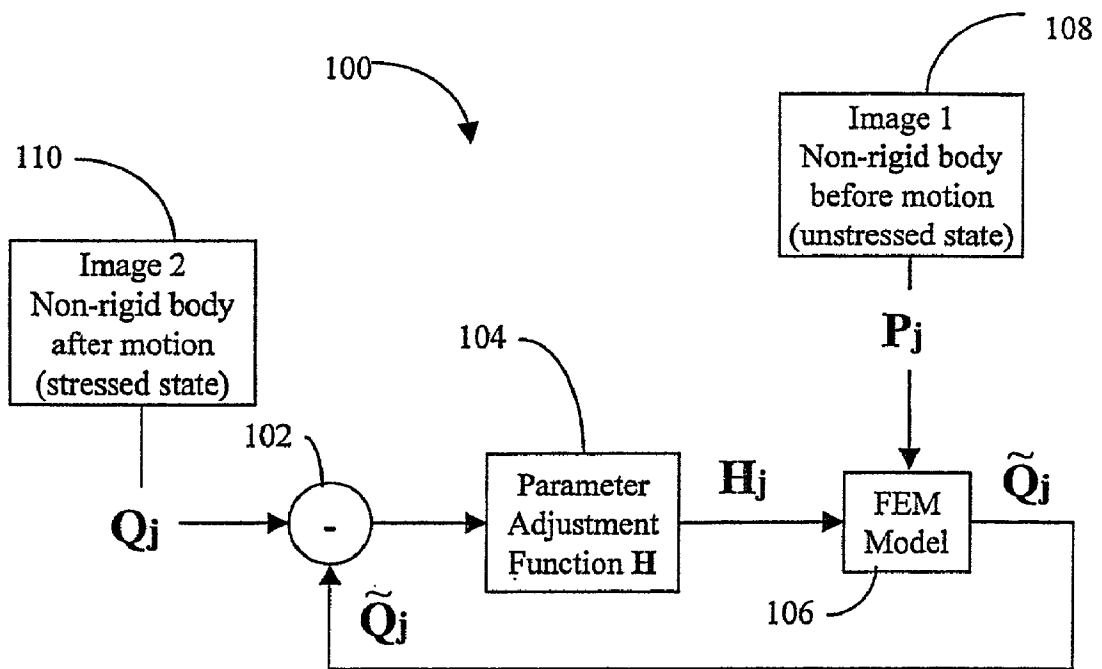 108
100
Image 1
Non-rigid body
before motion
(unstressed state)
110
Image 2
Non-rigid body
after motion
(stressed state)
Pj
104
102
Qj
-
Parameter
Adjustment
Function H
Hj
FEM
Model
Q̃j
106
Q̃j